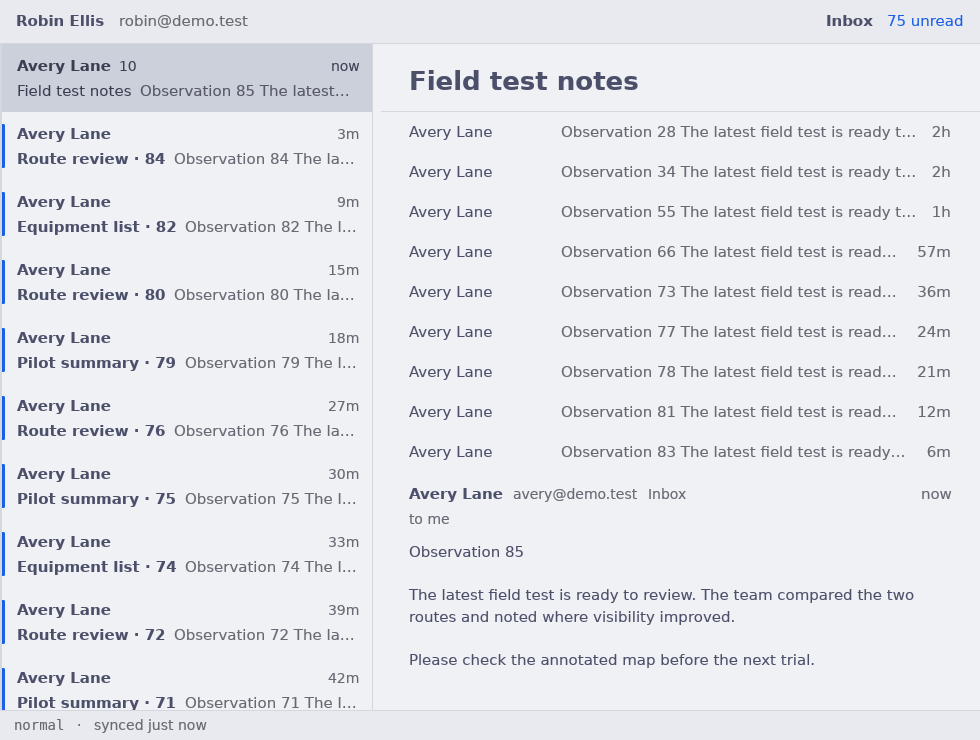 Robin Ellis robin@demo.test Inbox 75 unread
Avery Lane 10 now
Field test notes Observation 85 The latest…
Avery Lane 3m
Route review · 84 Observation 84 The la…
Avery Lane 9m
Equipment list · 82 Observation 82 The l…
Avery Lane 15m
Route review · 80 Observation 80 The la…
Avery Lane 18m
Pilot summary · 79 Observation 79 The l…
Avery Lane 27m
Route review · 76 Observation 76 The la…
Avery Lane 30m
Pilot summary · 75 Observation 75 The l…
Avery Lane 33m
Equipment list · 74 Observation 74 The l…
Avery Lane 39m
Route review · 72 Observation 72 The la…
Avery Lane 42m
Pilot summary · 71 Observation 71 The l…
Field test notes
Avery Lane Observation 28 The latest field test is ready t… 2h
Avery Lane Observation 34 The latest field test is ready t… 2h
Avery Lane Observation 55 The latest field test is ready t… 1h
Avery Lane Observation 66 The latest field test is read… 57m
Avery Lane Observation 73 The latest field test is read… 36m
Avery Lane Observation 77 The latest field test is read… 24m
Avery Lane Observation 78 The latest field test is read… 21m
Avery Lane Observation 81 The latest field test is read… 12m
Avery Lane Observation 83 The latest field test is ready… 6m
Avery Lane avery@demo.test Inbox now
to me
Observation 85
The latest field test is ready to review. The team compared the two
routes and noted where visibility improved.
Please check the annotated map before the next trial.
normal · synced just now